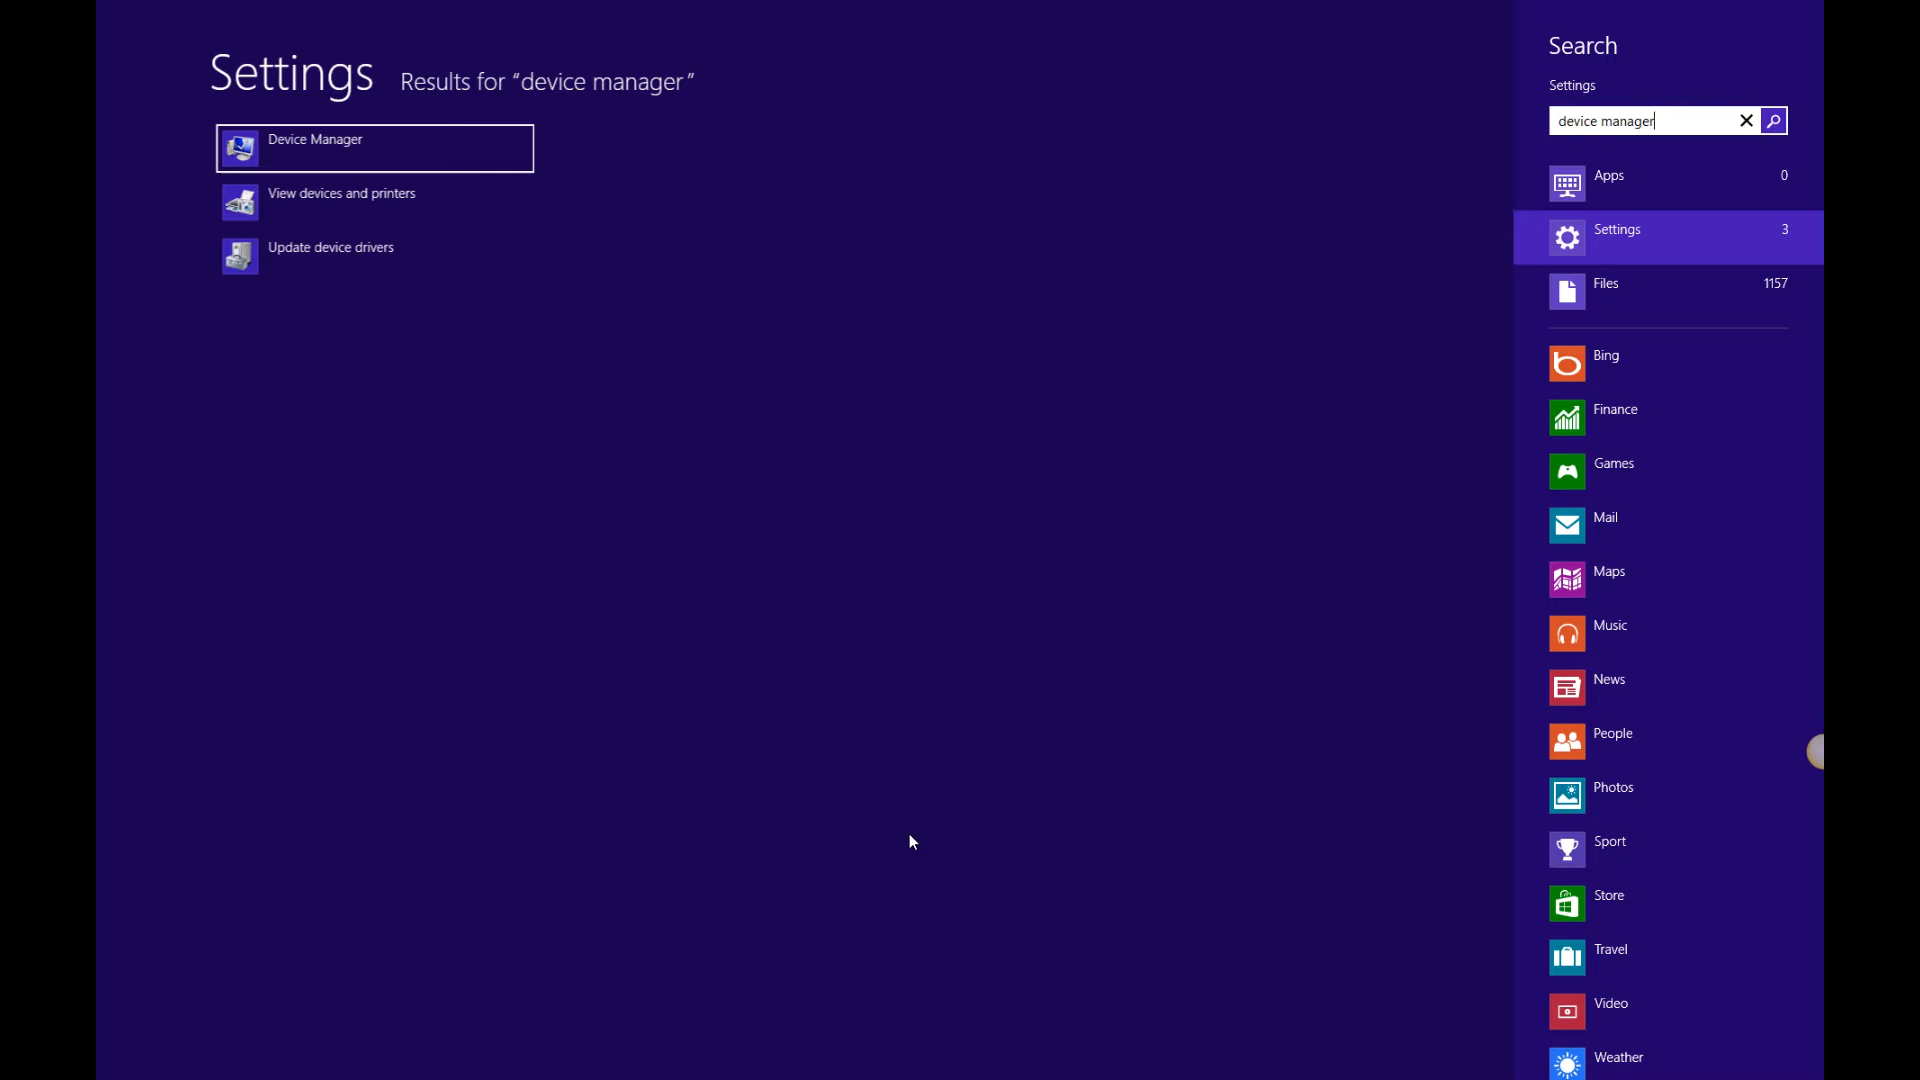 Settings Results for “device manager”
Device Manager
View devices and printers
Update device drivers
Search
Settings
device manager
Apps 0
Settings 3
Files 1157
Bing
Finance
Games
Mail
Maps
Music
News
People
Photos
Sport
Store
Travel
Video
Weather